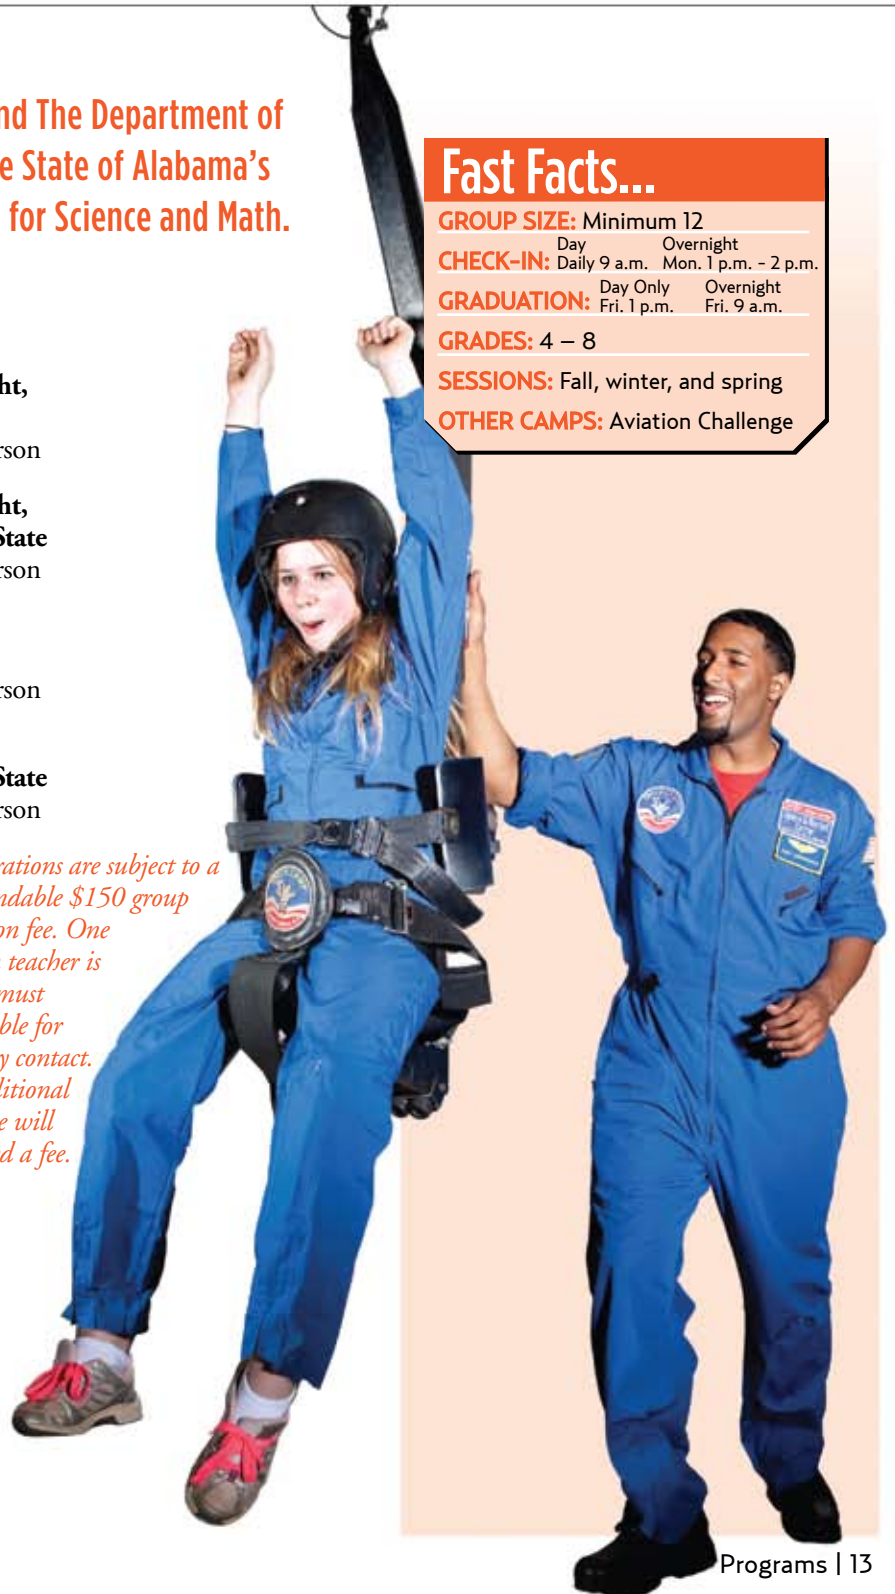 nd The Department of
e State of Alabama's
for Science and Math.
Fast Facts...
GROUP SIZE: Minimum 12
CHECK-IN: Day Daily 9 a.m. Overnight Mon. 1 p.m. - 2 p.m.
GRADUATION: Day Only Fri. 1 p.m. Overnight Fri. 9 a.m.
GRADES: 4 – 8
SESSIONS: Fall, winter, and spring
OTHER CAMPS: Aviation Challenge
ht,
rson
ht,
State
rson
rson
State
rson
rations are subject to a
ndable $150 group
on fee. One
teacher is
must
ble for
y contact.
ditional
e will
d a fee.
Programs | 13